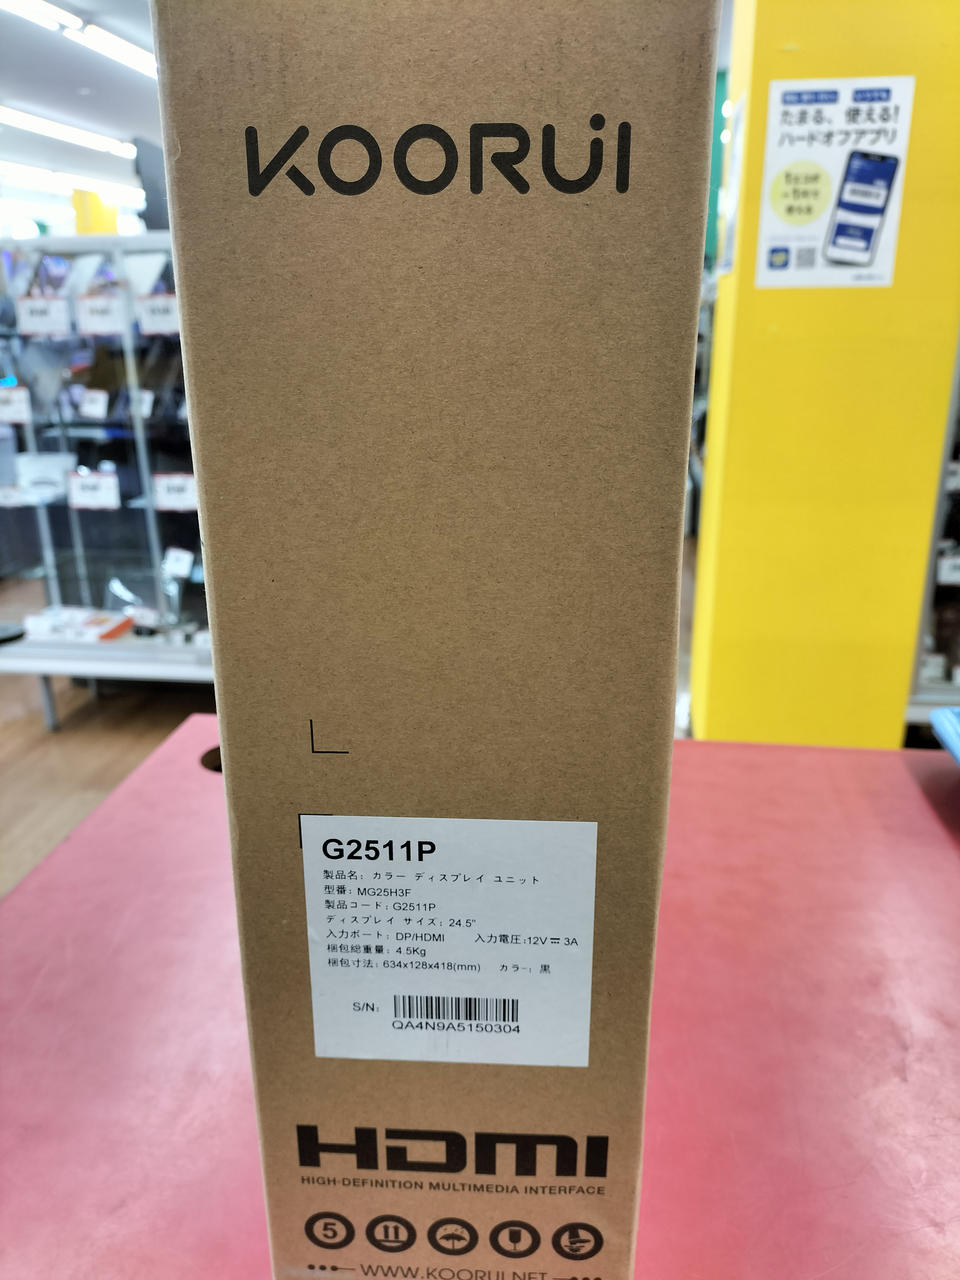 KOORUI
たまる、使える!
ハードオフアプリ
G2511P
製品名: カラー ディスプレイ ユニット
型番: MG25H3F
製品コード: G2511P
ディスプレイ サイズ: 24.5"
入力ポート: DP/HDMI 入力電圧:12V⎓3A
梱包総重量: 4.5Kg
梱包寸法: 634x128x418(mm) カラー: 黒
S/N:
QA4N9A5150304
HDMI
HIGH-DEFINITION MULTIMEDIA INTERFACE
5
11
WWW.KOORUI.NET